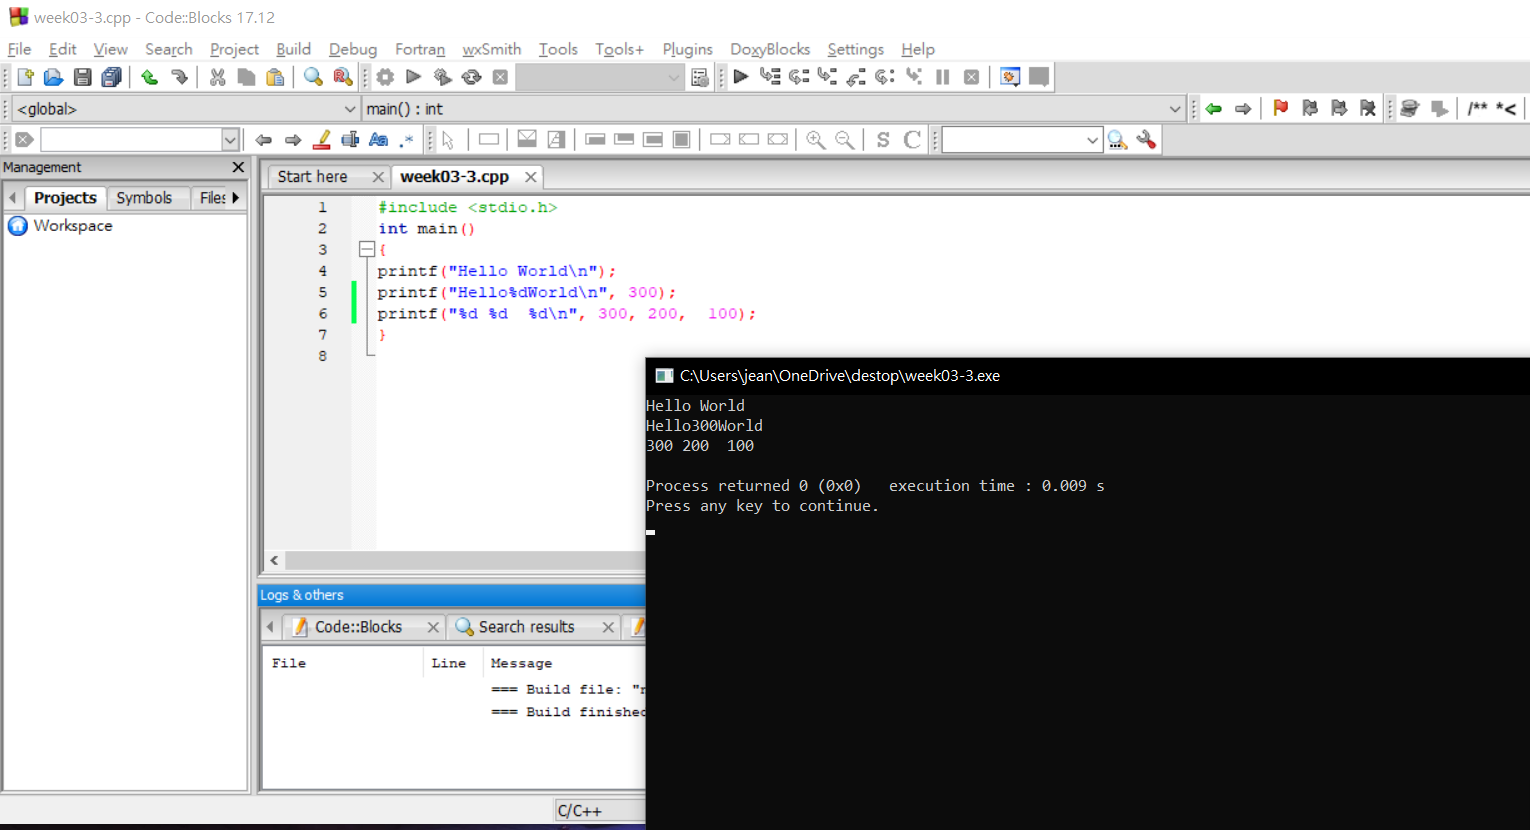 week03-3.cpp - Code::Blocks 17.12
File Edit View Search Project Build Debug Fortran wxSmith Tools Tools+ Plugins DoxyBlocks Settings Help
<global> main() : int
/** *<
Aa .*
S C
Management
Projects Symbols Files
Workspace
Start here week03-3.cpp
1 #include <stdio.h>
2 int main()
3 {
4 printf("Hello World\n");
5 printf("Hello%dWorld\n", 300);
6 printf("%d %d  %d\n", 300, 200,  100);
7 }
8
C:\Users\jean\OneDrive\destop\week03-3.exe
Hello World
Hello300World
300 200  100
Process returned 0 (0x0)   execution time : 0.009 s
Press any key to continue.
Logs & others
Code::Blocks Search results
File Line Message
=== Build file: "n
=== Build finished
C/C++